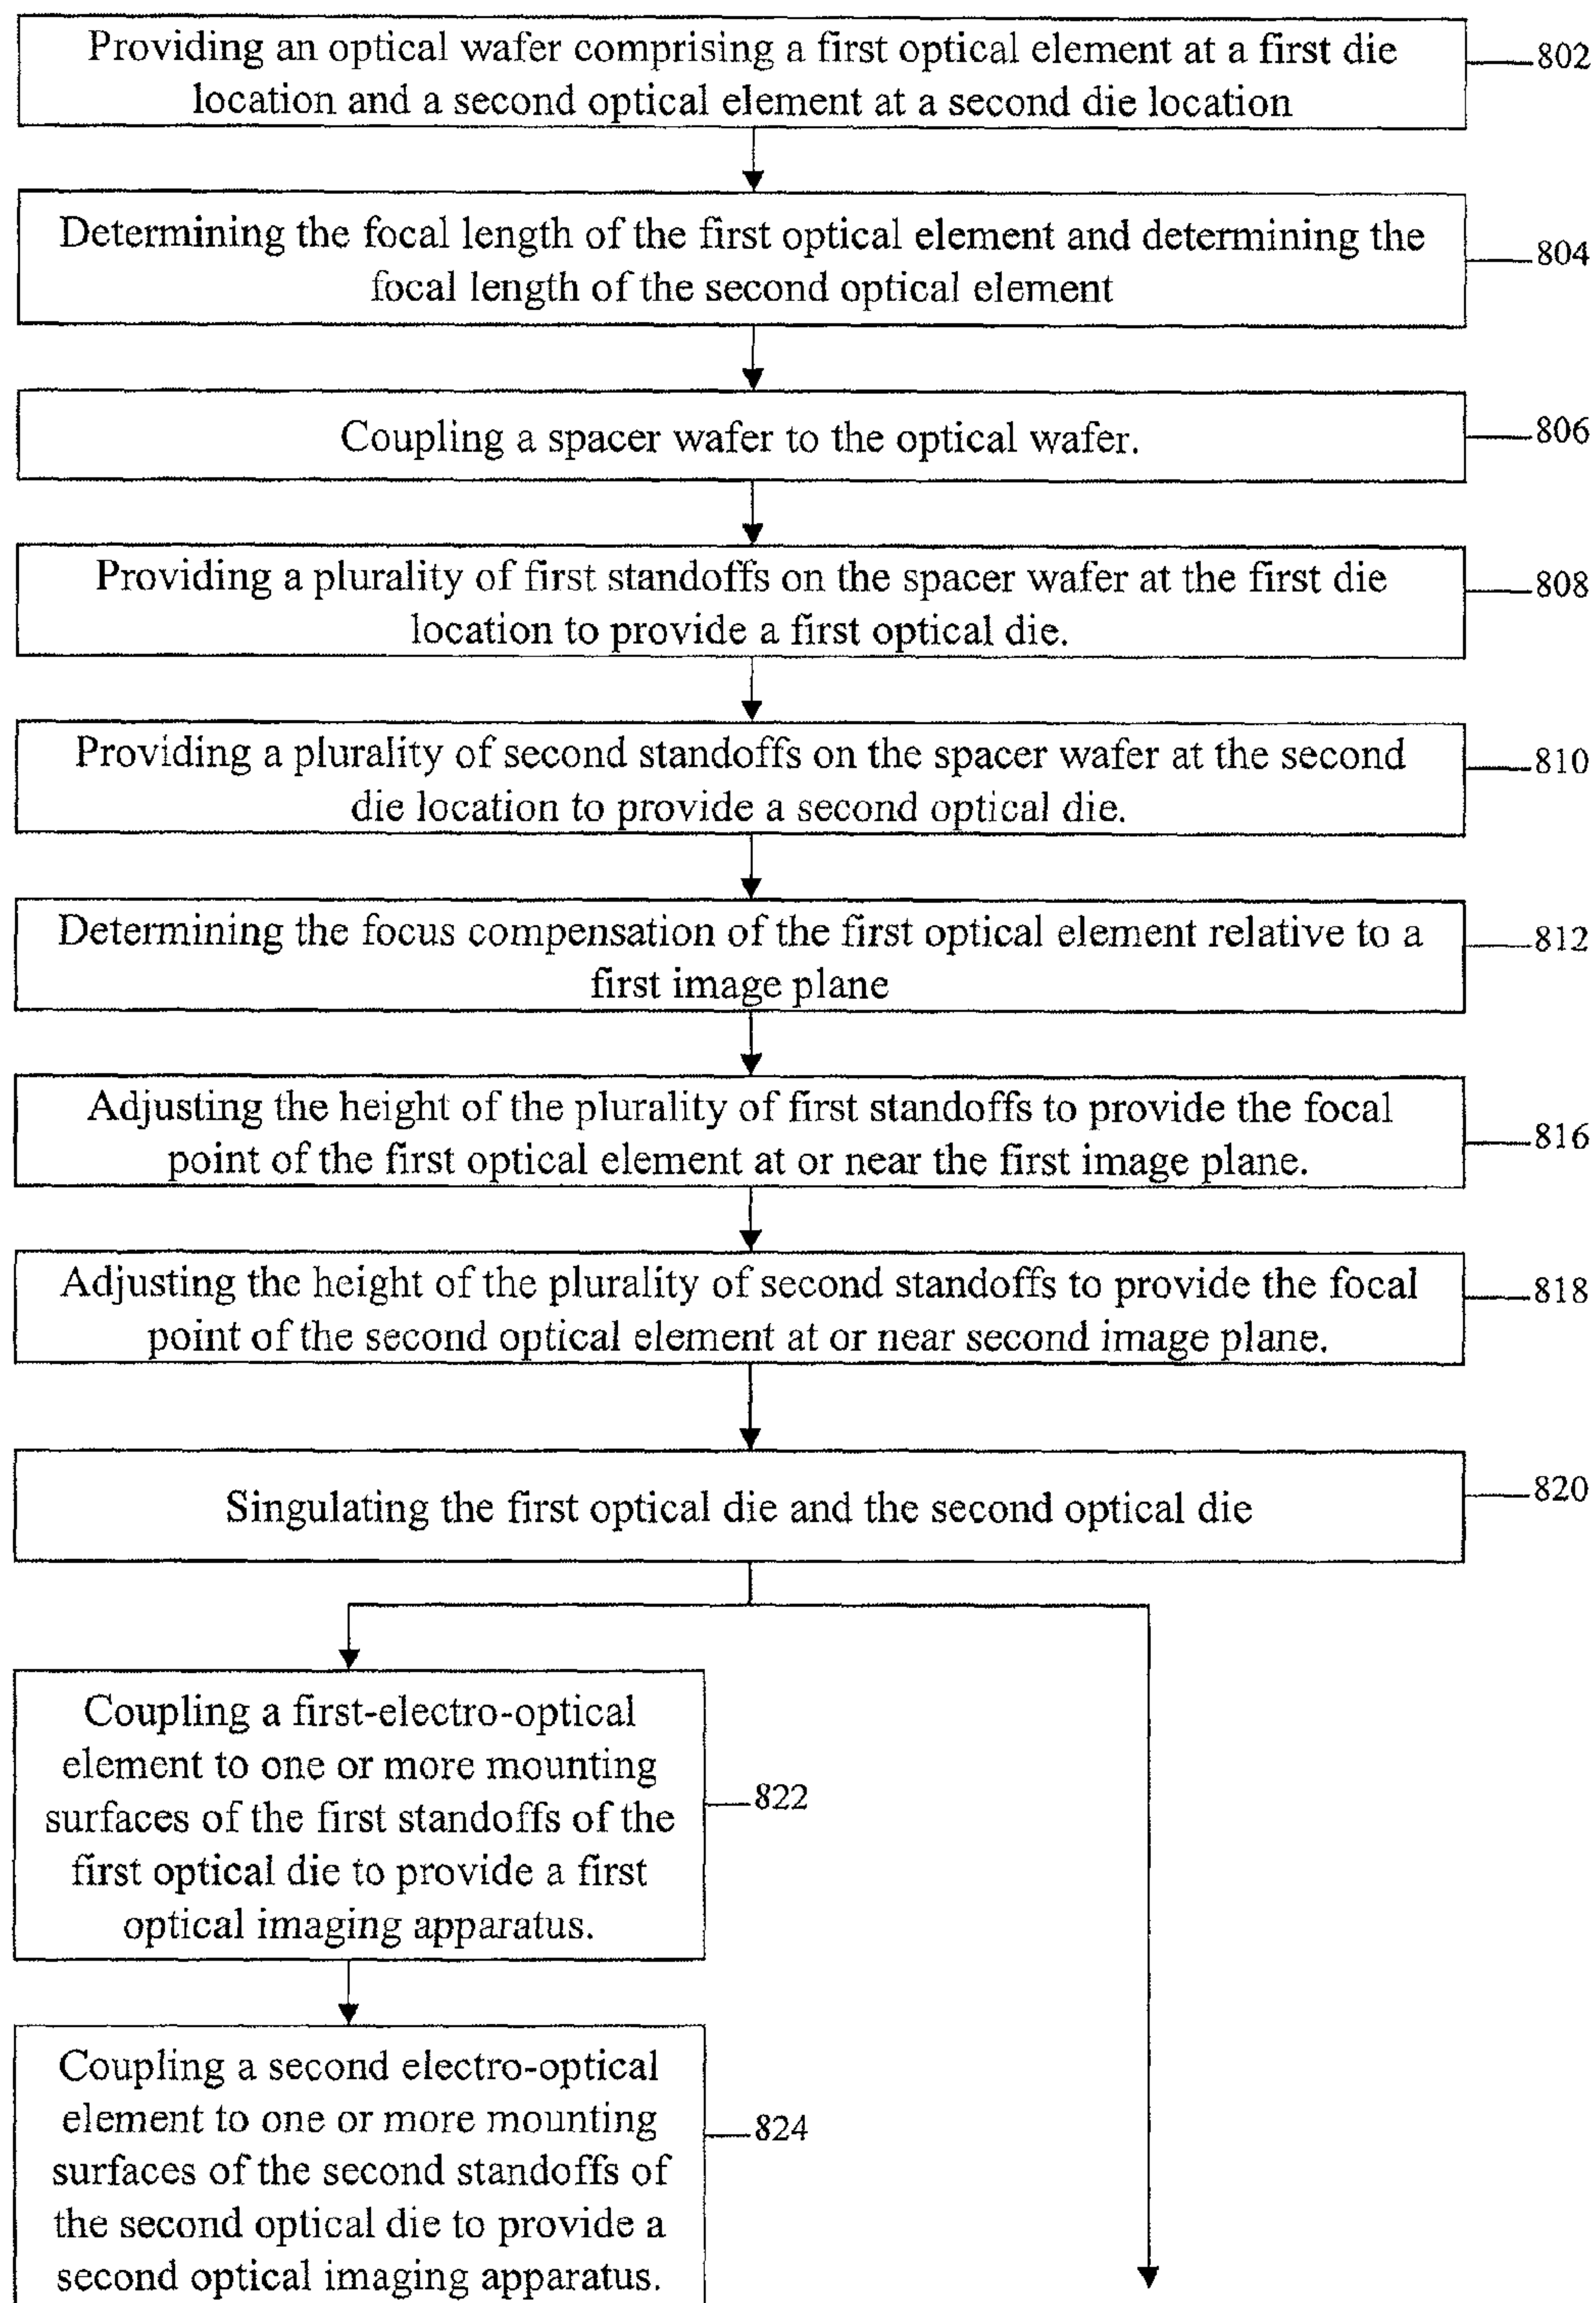 Providing an optical wafer comprising a first optical element at a first die
location and a second optical element at a second die location
802
Determining the focal length of the first optical element and determining the
focal length of the second optical element
804
Coupling a spacer wafer to the optical wafer.
806
Providing a plurality of first standoffs on the spacer wafer at the first die
location to provide a first optical die.
808
Providing a plurality of second standoffs on the spacer wafer at the second
die location to provide a second optical die.
810
Determining the focus compensation of the first optical element relative to a
first image plane
812
Adjusting the height of the plurality of first standoffs to provide the focal
point of the first optical element at or near the first image plane.
816
Adjusting the height of the plurality of second standoffs to provide the focal
point of the second optical element at or near second image plane.
818
Singulating the first optical die and the second optical die
820
Coupling a first-electro-optical
element to one or more mounting
surfaces of the first standoffs of the
first optical die to provide a first
optical imaging apparatus.
822
Coupling a second electro-optical
element to one or more mounting
surfaces of the second standoffs of
the second optical die to provide a
second optical imaging apparatus.
824